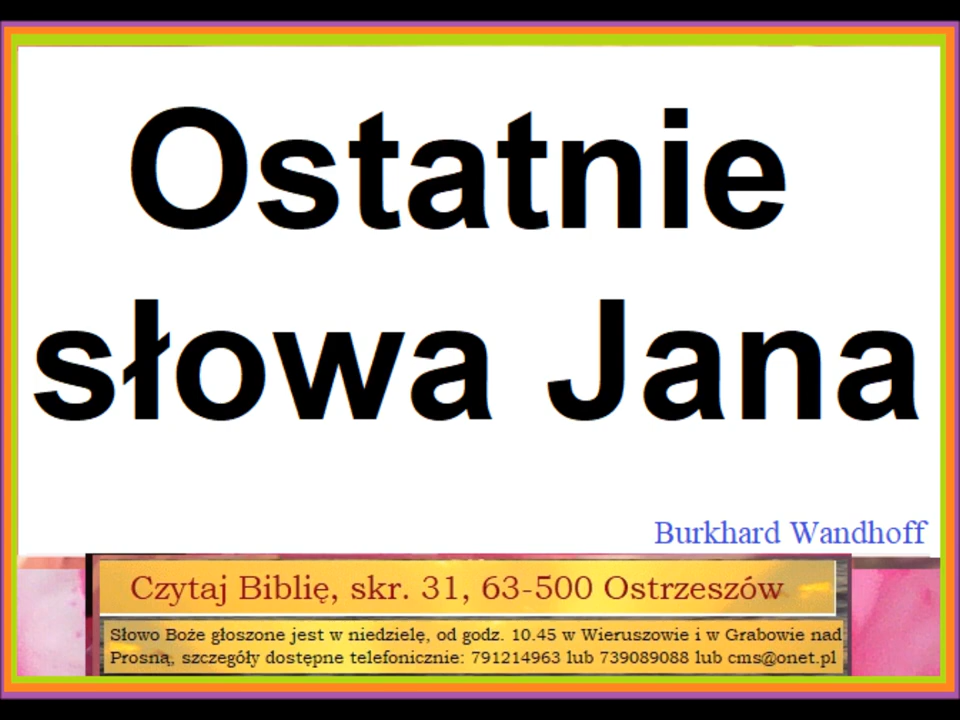 Ostatnie
słowa Jana
Burkhard Wandhoff
Czytaj Biblię, skr. 31, 63-500 Ostrzeszów
Słowo Boże głoszone jest w niedzielę, od godz. 10.45 w Wieruszowie i w Grabowie nad
Prosną, szczegóły dostępne telefonicznie: 791214963 lub 739089088 lub cms@onet.pl